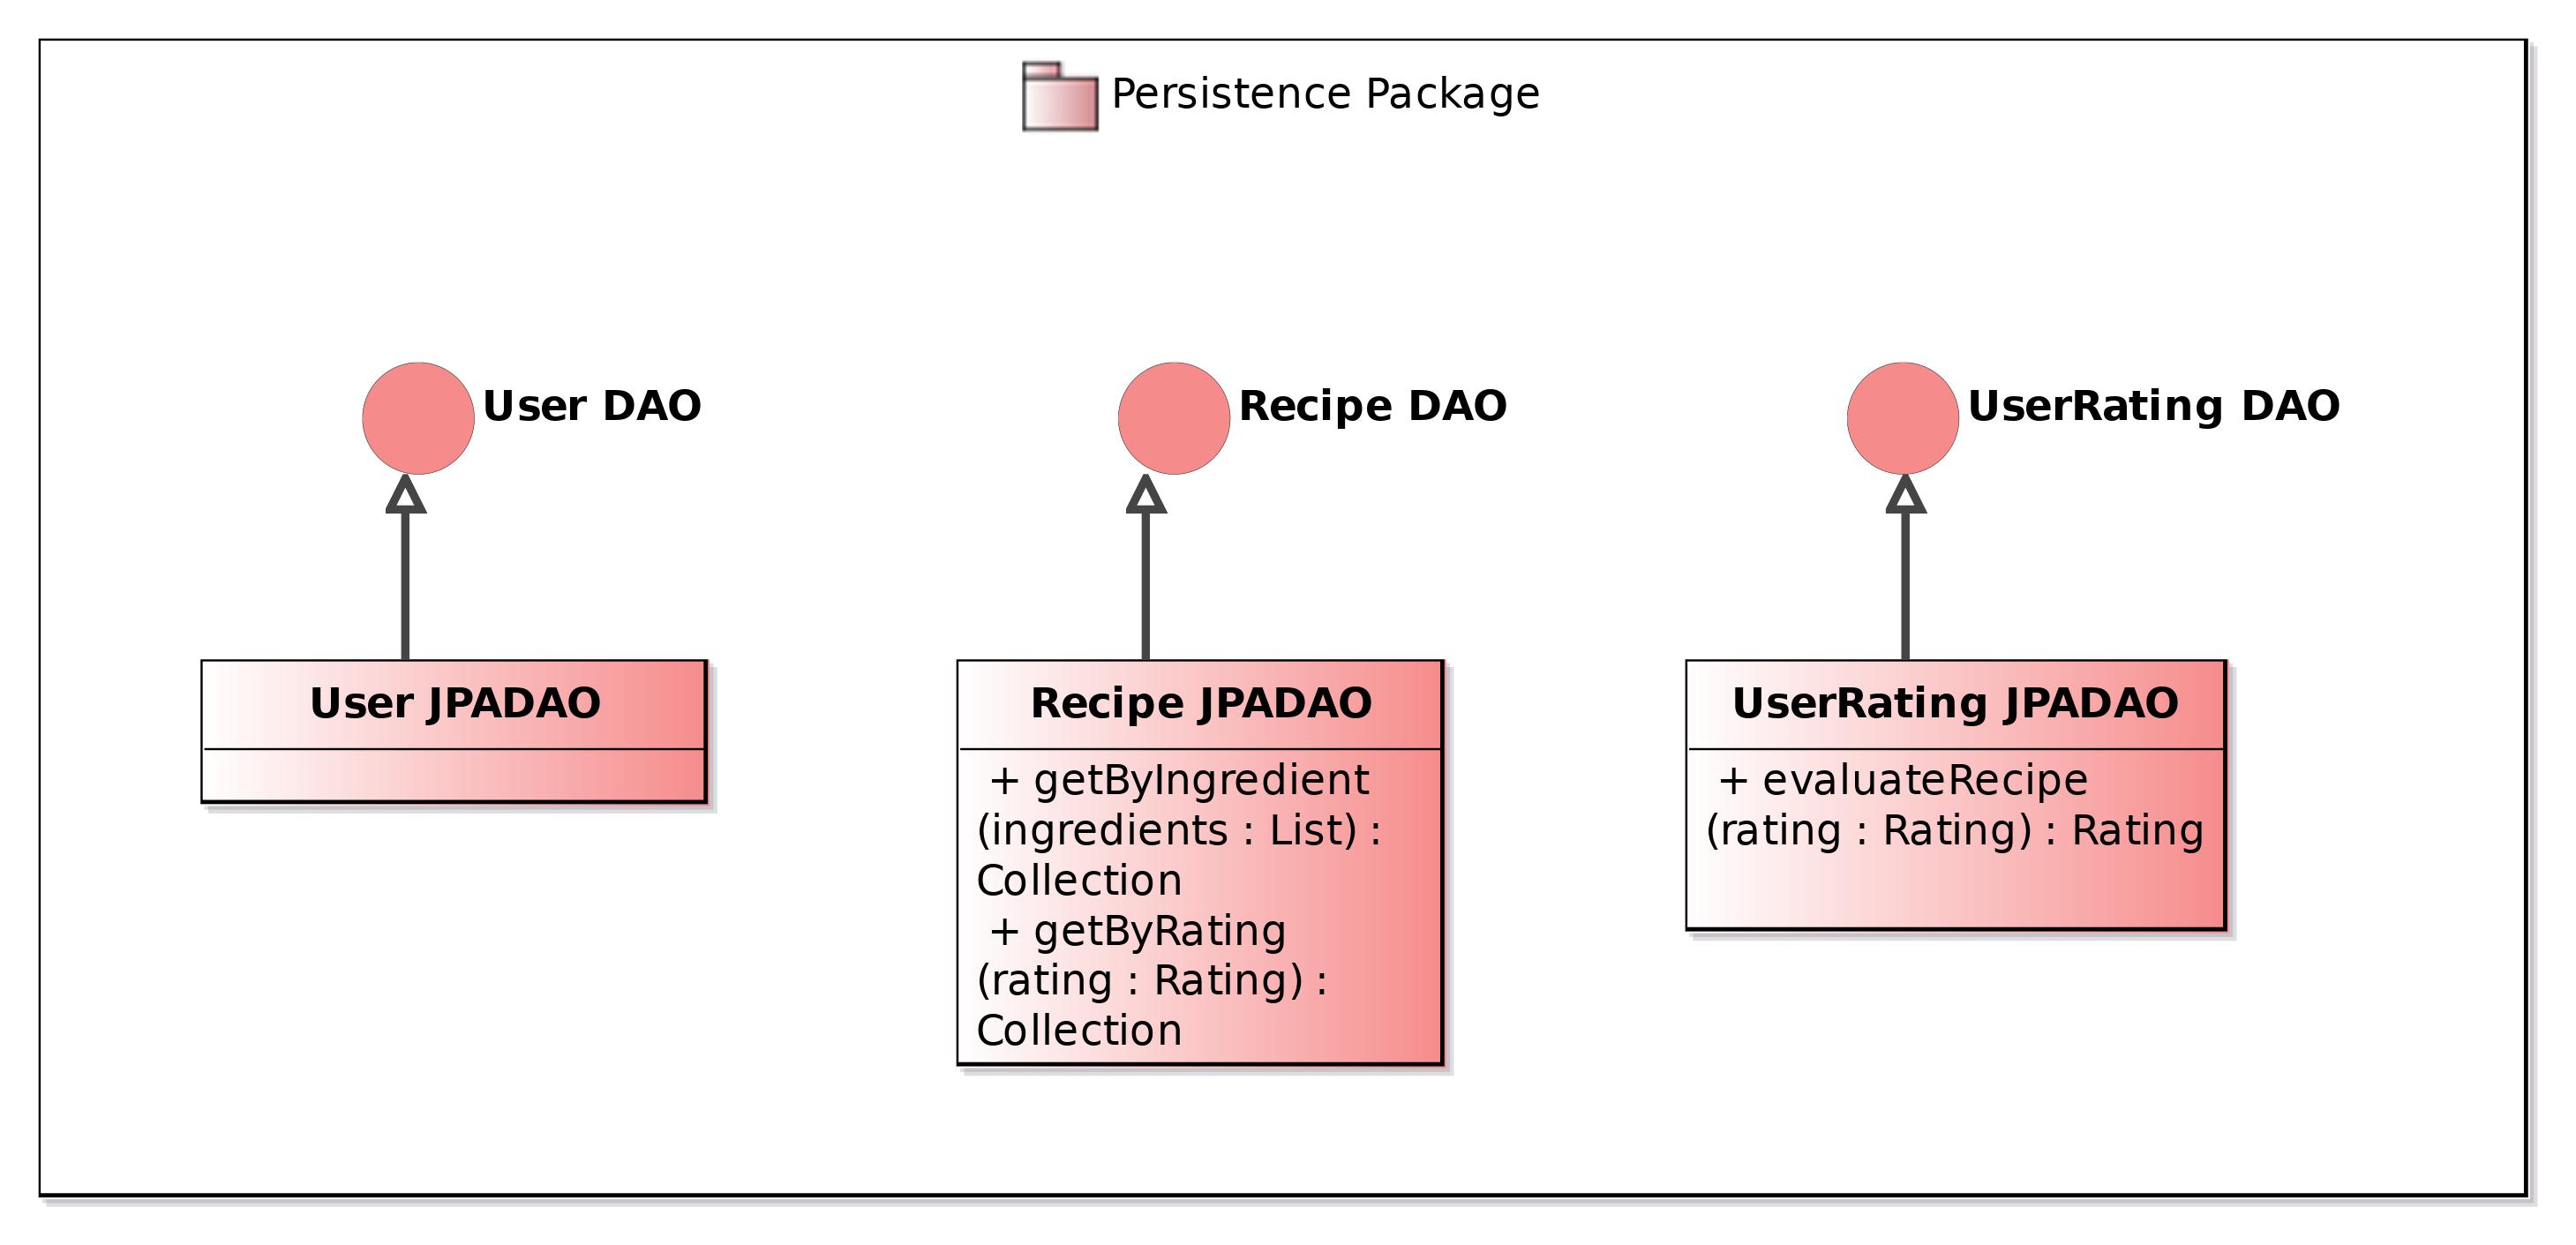 Persistence Package
User DAO
Recipe DAO
UserRating DAO
User JPADAO
Recipe JPADAO
+ getByIngredient
(ingredients : List) :
Collection
+ getByRating
(rating : Rating) :
Collection
UserRating JPADAO
+ evaluateRecipe
(rating : Rating) : Rating